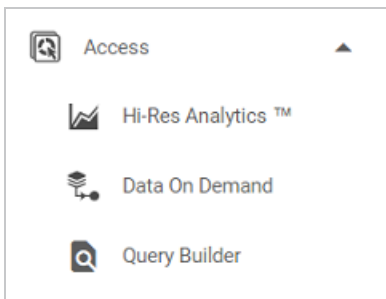 Access
Hi-Res Analytics ™
Data On Demand
Query Builder